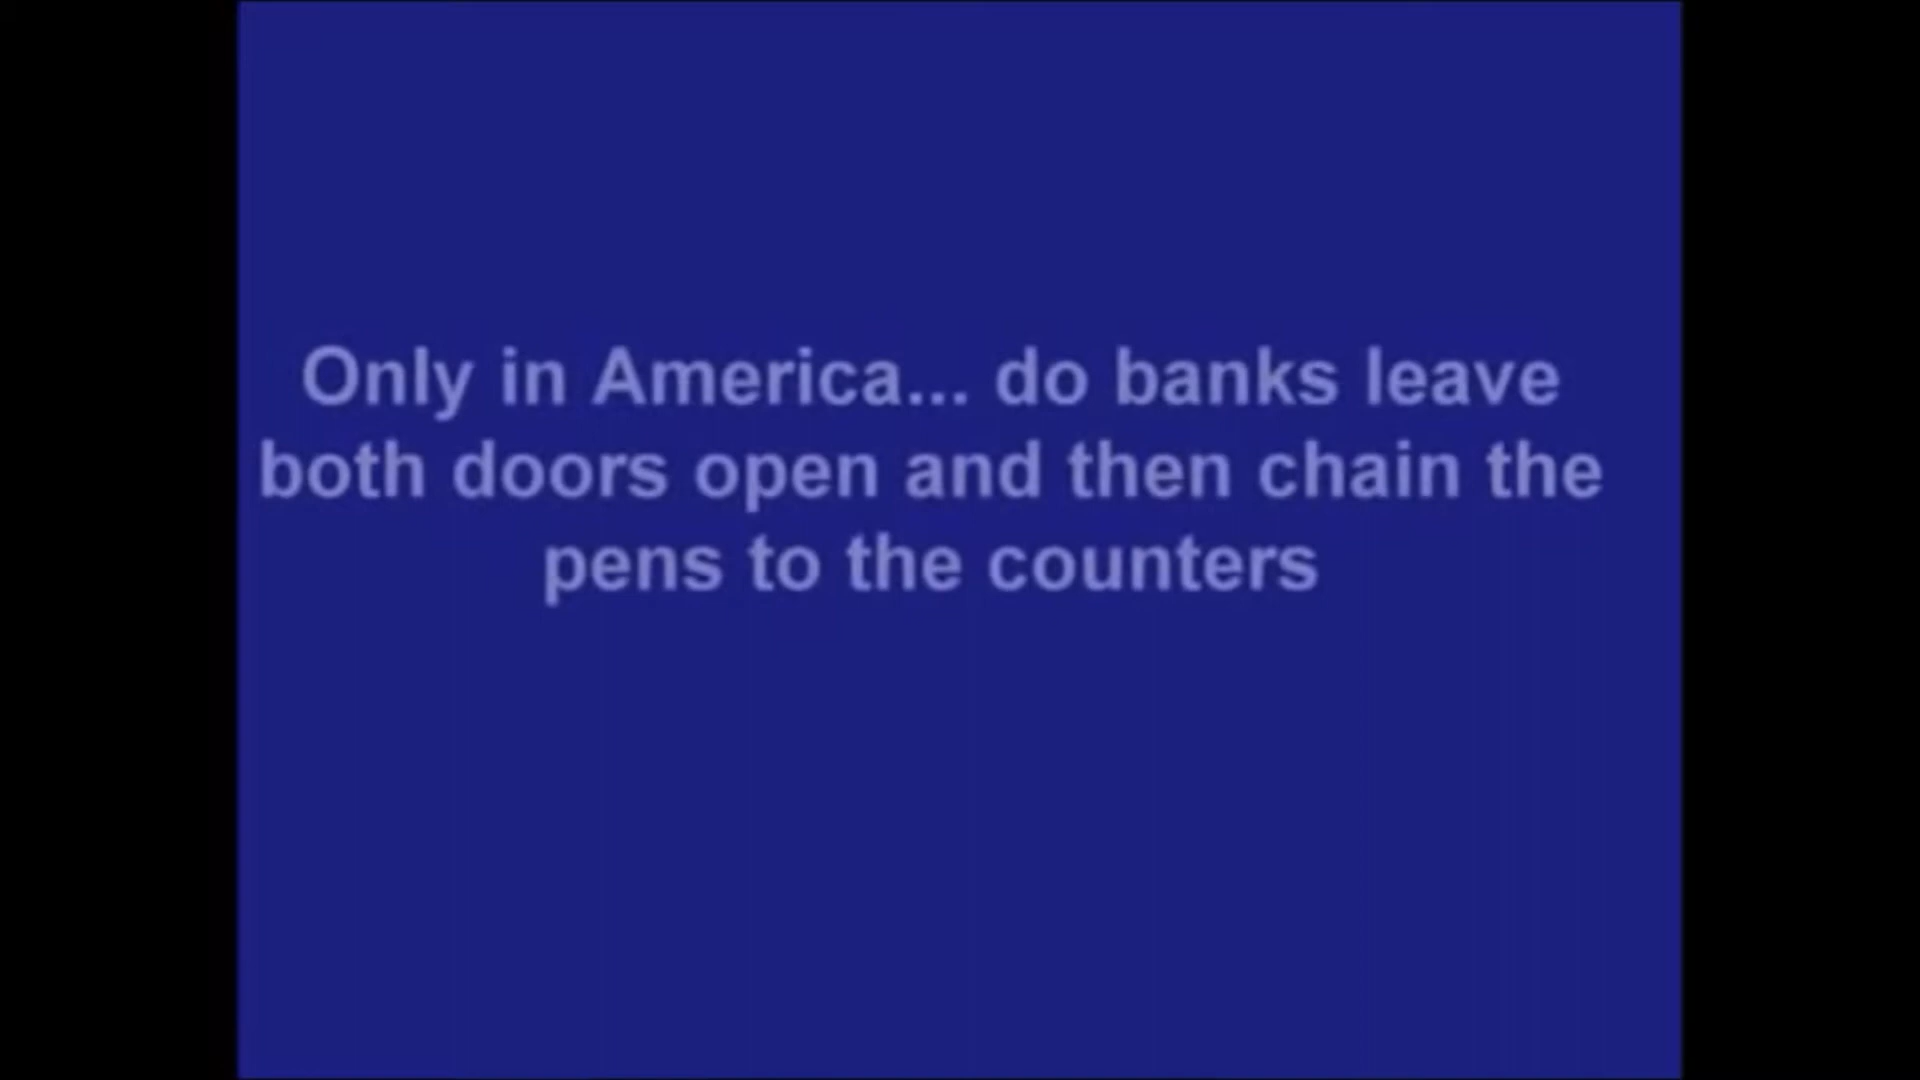 Only in America... do banks leave
both doors open and then chain the
pens to the counters